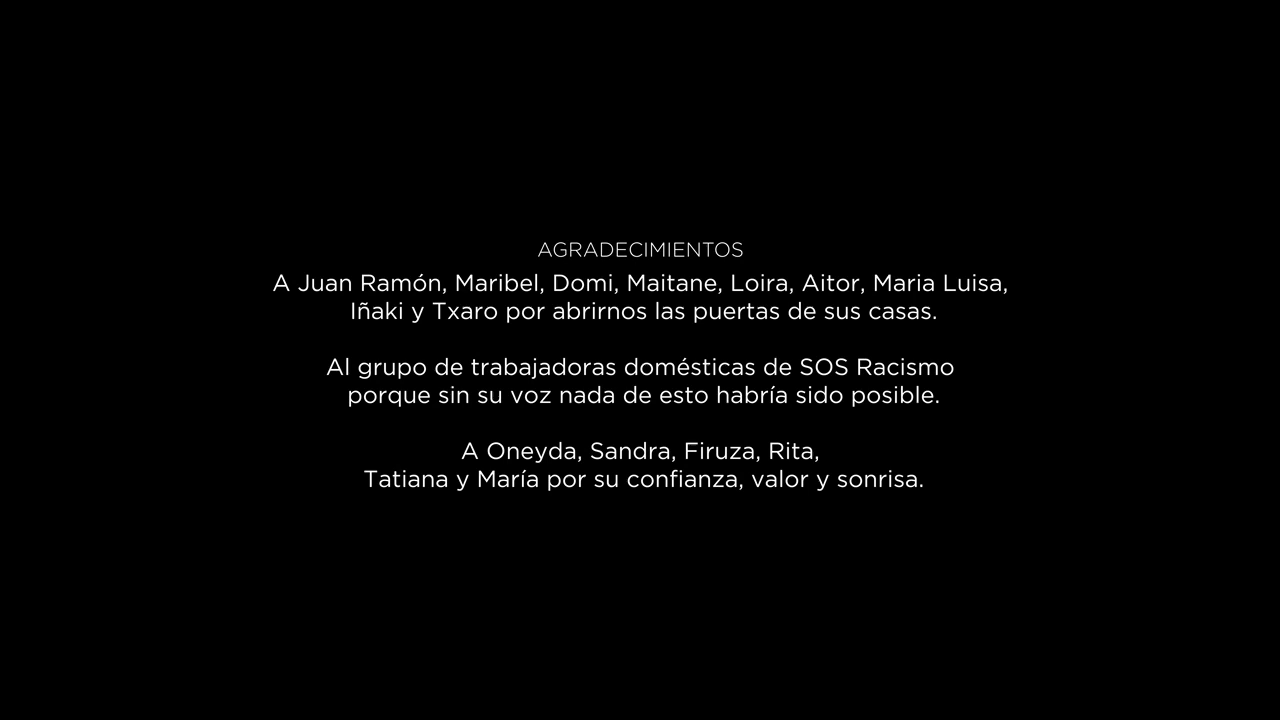 AGRADECIMIENTOS
A Juan Ramón, Maribel, Domi, Maitane, Loira, Aitor, Maria Luisa,
Iñaki y Txaro por abrirnos las puertas de sus casas.
Al grupo de trabajadoras domésticas de SOS Racismo
porque sin su voz nada de esto habría sido posible.
A Oneyda, Sandra, Firuza, Rita,
Tatiana y María por su confianza, valor y sonrisa.